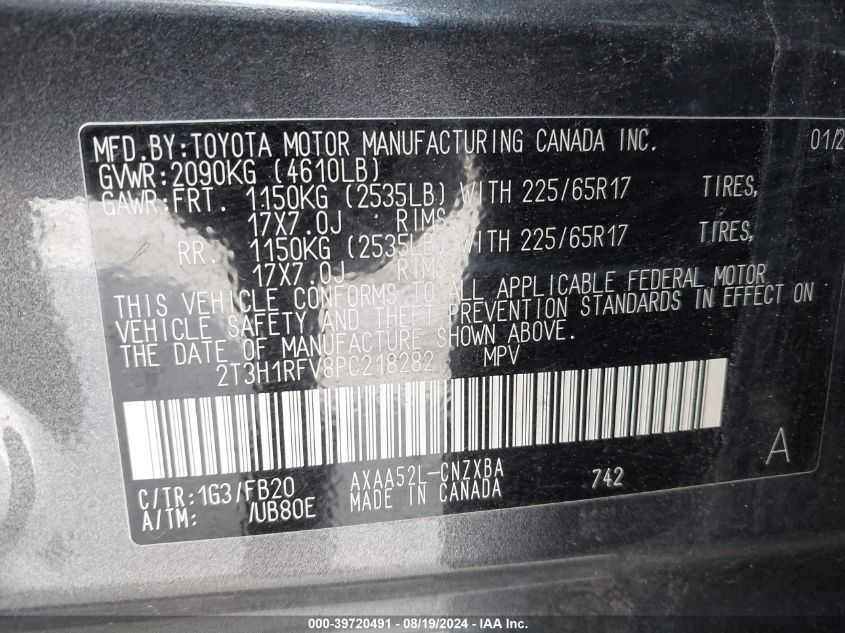 MFD.BY:TOYOTA MOTOR MANUFACTURING CANADA INC. 01/2
GVWR:2090KG (4610LB)
GAWR:FRT. 1150KG (2535LB) WITH 225/65R17 TIRES,
17X7.0J RIMS
RR. 1150KG (2535LB) WITH 225/65R17 TIRES,
17X7.0J RIMS
THIS VEHICLE CONFORMS TO ALL APPLICABLE FEDERAL MOTOR
VEHICLE SAFETY AND THEFT PREVENTION STANDARDS IN EFFECT ON
THE DATE OF MANUFACTURE SHOWN ABOVE.
2T3H1RFV8PC218282 MPV
A
C/TR:1G3/FB20 AXAA52L-CNZXBA 742
A/TM: /UB80E MADE IN CANADA
000-39720491 - 08/19/2024 - IAA Inc.